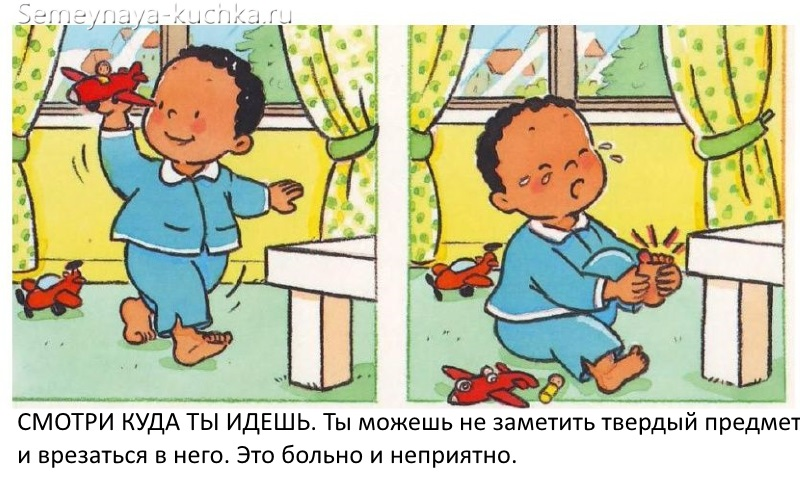 Semeynaya-kuchka.ru
СМОТРИ КУДА ТЫ ИДЕШЬ. Ты можешь не заметить твердый предмет
и врезаться в него. Это больно и неприятно.